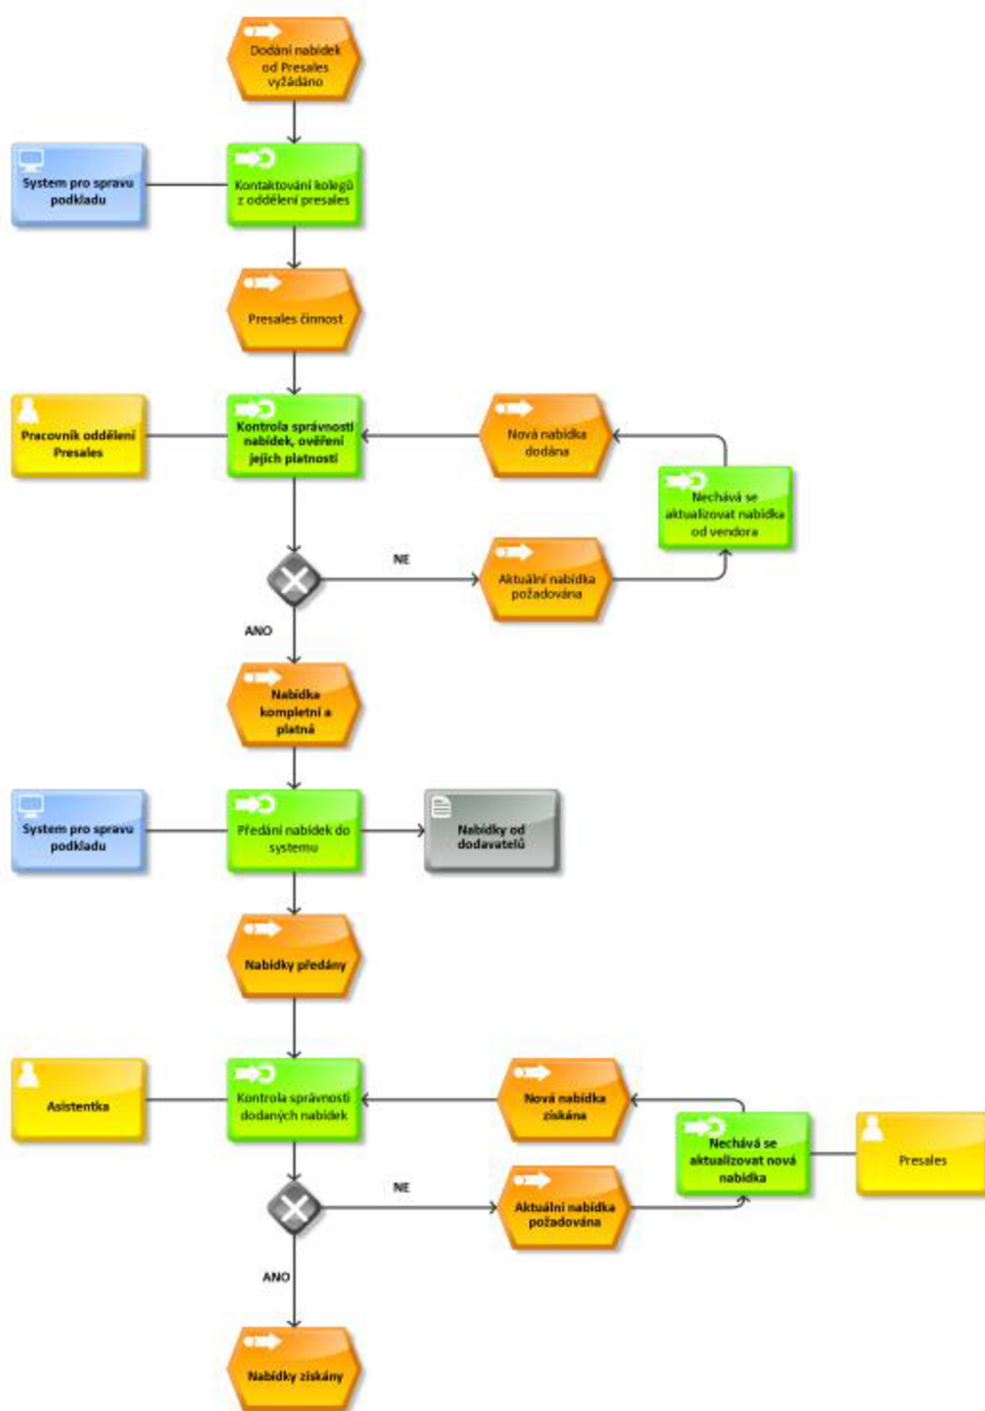 Dodání nabídek
od Presales
vyžádáno
System pro spravu
podkladu
Kontaktování kolegů
z oddělení presales
Presales činnost
Pracovník oddělení
Presales
Kontrola správnosti
nabídek, ověření
jejich platnosti
Nová nabídka
dodána
Nechává se
aktualizovat nabídka
od vendora
NE
Aktuální nabídka
požadována
ANO
Nabídka
kompletní a
platná
System pro spravu
podkladu
Předání nabídek do
systemu
Nabídky od
dodavatelů
Nabídky předány
Asistentka
Kontrola správnosti
dodaných nabídek
Nová nabídka
získána
Nechává se
aktualizovat nová
nabídka
Presales
NE
Aktuální nabídka
požadována
ANO
Nabídky získány